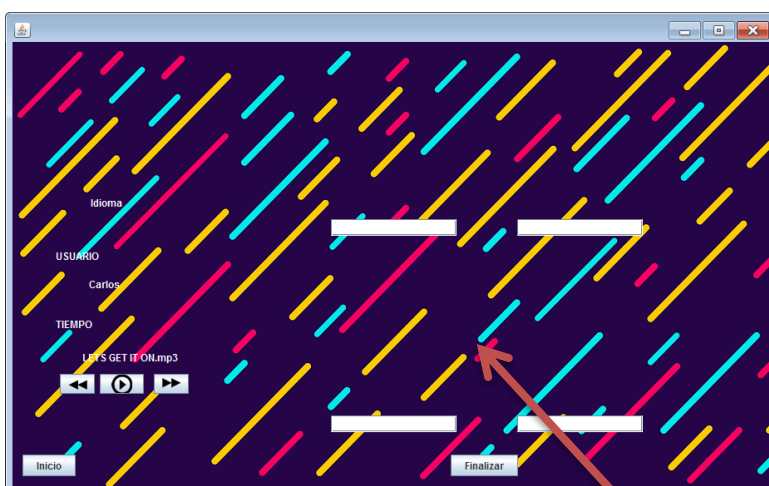 Idioma
USUARIO
Carlos
TIEMPO
LETS GET IT ON.mp3
Inicio
Finalizar